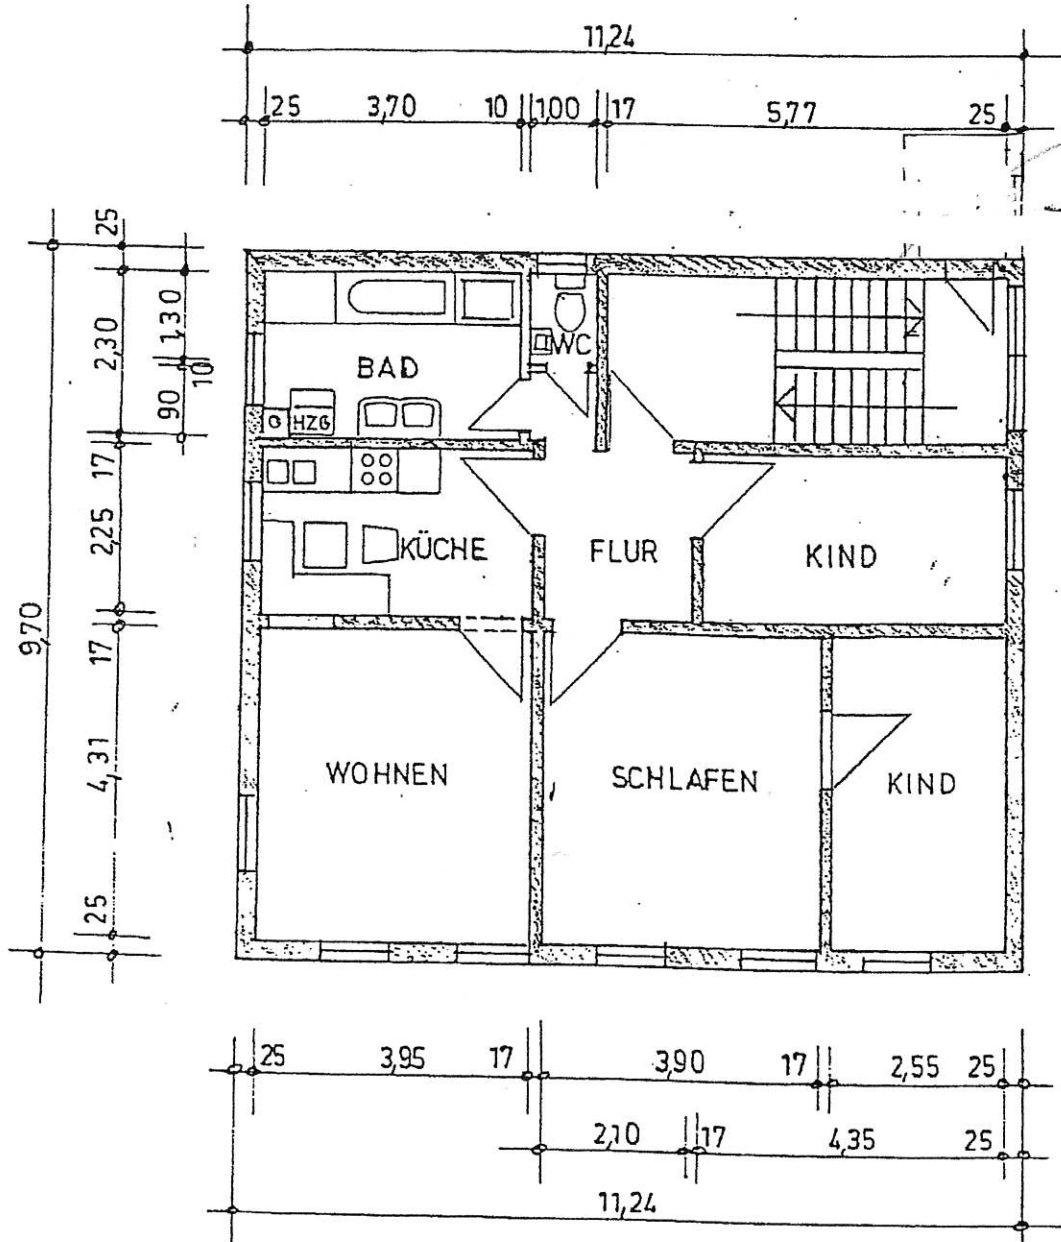 11,24
25 3,70 10 1,00 17 5,77 25
25
2,30
1,30
10
90
17
2,25
17
4,31
25
9,70
BAD
WC
G HZG
KÜCHE FLUR KIND
WOHNEN SCHLAFEN KIND
25 3,95 17 3,90 17 2,55 25
2,10 17 4,35 25
11,24